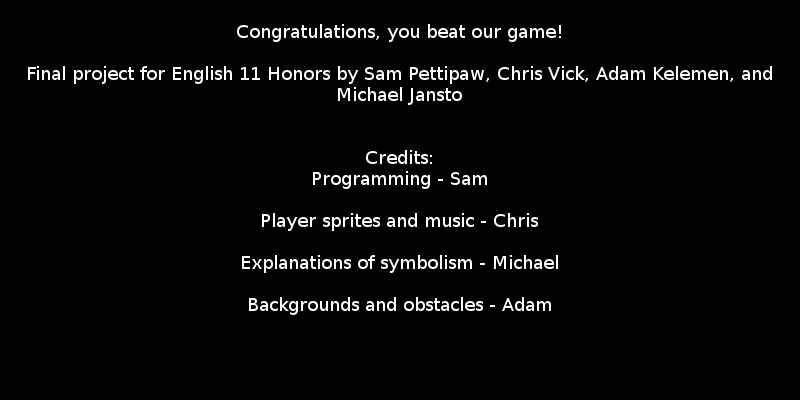 Congratulations, you beat our game!
Final project for English 11 Honors by Sam Pettipaw, Chris Vick, Adam Kelemen, and
Michael Jansto
Credits:
Programming - Sam
Player sprites and music - Chris
Explanations of symbolism - Michael
Backgrounds and obstacles - Adam